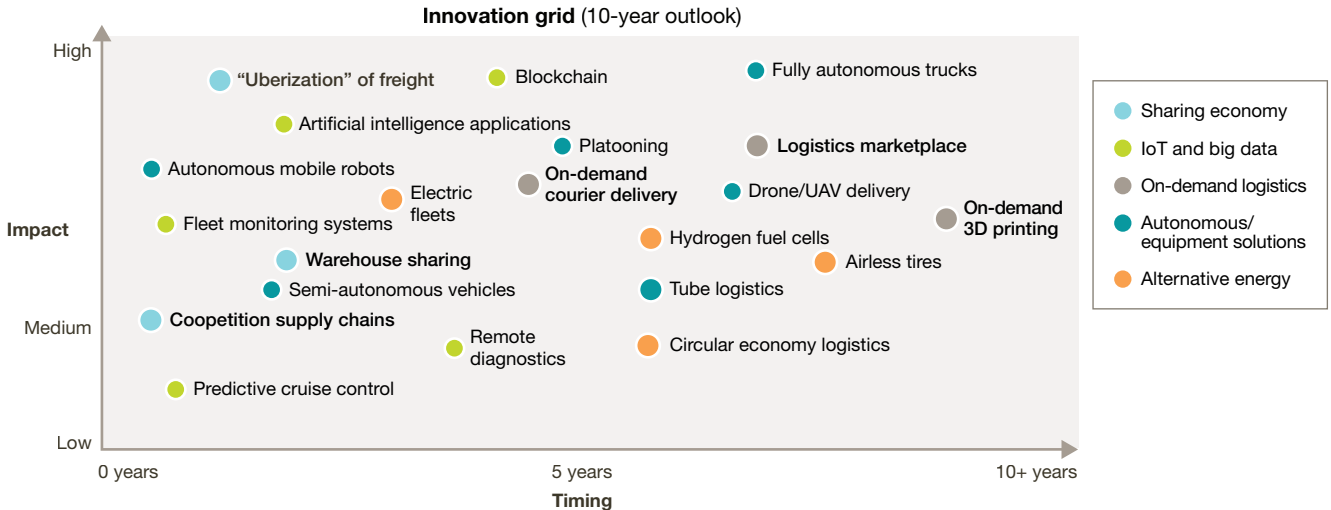 Innovation grid (10-year outlook)
High
“Uberization” of freight
Blockchain
Fully autonomous trucks
Artificial intelligence applications
Platooning
Logistics marketplace
Autonomous mobile robots
On-demand
courier delivery
Electric
fleets
Drone/UAV delivery
On-demand
3D printing
Impact
Fleet monitoring systems
Hydrogen fuel cells
Warehouse sharing
Airless tires
Semi-autonomous vehicles
Tube logistics
Medium
Coopetition supply chains
Remote
diagnostics
Circular economy logistics
Predictive cruise control
Low
0 years
5 years
10+ years
Timing
Sharing economy
IoT and big data
On-demand logistics
Autonomous/
equipment solutions
Alternative energy